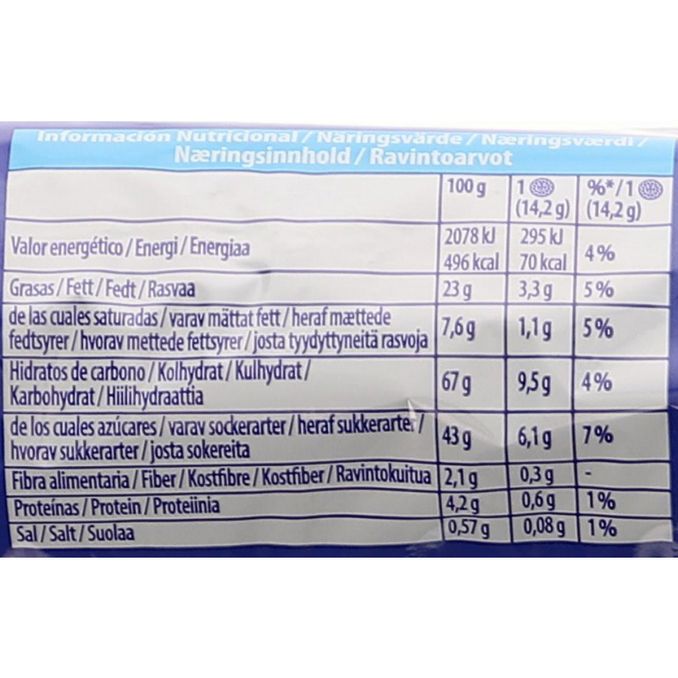 Información Nutricional / Näringsvärde / Næringsværdi /
Næringsinnhold / Ravintoarvot
100 g 1 %*/1
(14,2 g) (14,2 g)
Valor energético / Energi / Energiaa 2078 kJ 295 kJ 4%
496 kcal 70 kcal
Grasas / Fett / Fedt / Rasvaa 23 g 3,3 g 5%
de las cuales saturadas / varav mättat fett / heraf mættede
fedtsyrer / hvorav mettede fettsyrer / josta tyydyttyneitä rasvoja 7,6 g 1,1 g 5%
Hidratos de carbono / Kolhydrat / Kulhydrat /
Karbohydrat / Hiilihydraattia 67 g 9,5 g 4%
de los cuales azúcares / varav sockerarter / heraf sukkerarter /
hvorav sukkerarter / josta sokereita 43 g 6,1 g 7%
Fibra alimentaria / Fiber / Kostfibre / Kostfiber / Ravintokuitua 2,1 g 0,3 g -
Proteínas / Protein / Proteiinia 4,2 g 0,6 g 1%
Sal / Salt / Suolaa 0,57 g 0,08 g 1%